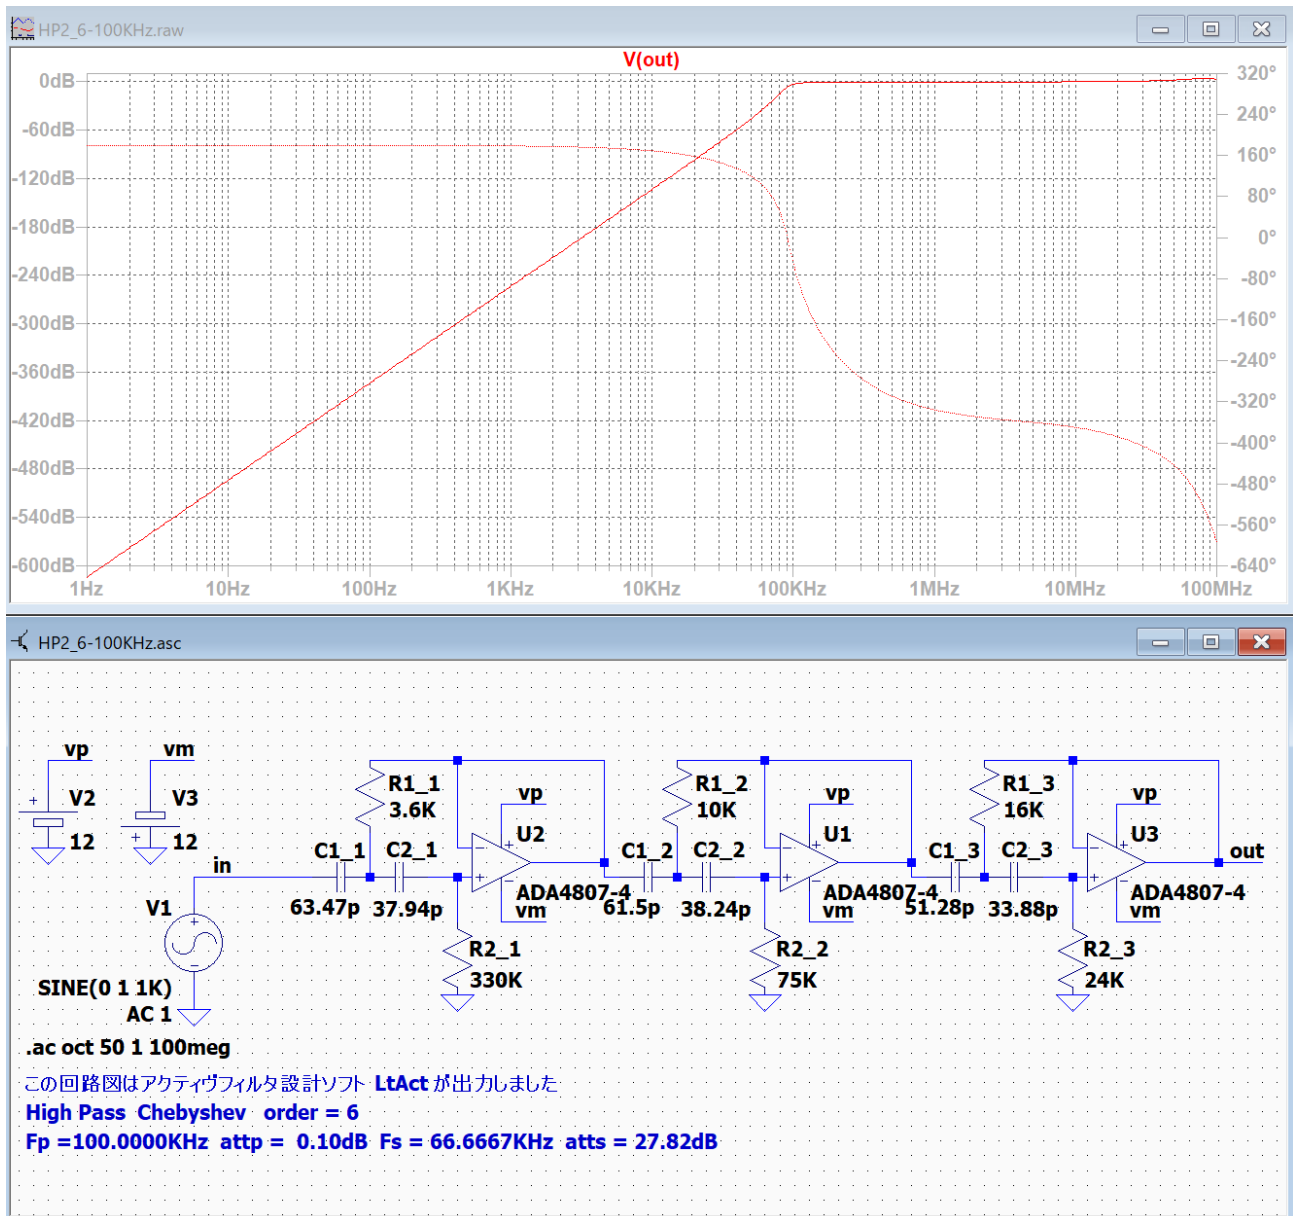 HP2_6-100KHz.raw
V(out)
0dB
-60dB
-120dB
-180dB
-240dB
-300dB
-360dB
-420dB
-480dB
-540dB
-600dB
320°
240°
160°
80°
0°
-80°
-160°
-240°
-320°
-400°
-480°
-560°
-640°
1Hz 10Hz 100Hz 1KHz 10KHz 100KHz 1MHz 10MHz 100MHz
HP2_6-100KHz.asc
vp vm
V2 V3
12 12
in
V1
SINE(0 1 1K)
AC 1
R1_1
3.6K
C1_1 C2_1
63.47p 37.94p
vp
U2
ADA4807-4
vm
R2_1
330K
R1_2
10K
C1_2 C2_2
61.5p 38.24p
vp
U1
ADA4807-4
vm
R2_2
75K
R1_3
16K
C1_3 C2_3
51.28p 33.88p
vp
U3
ADA4807-4
vm
R2_3
24K
out
.ac oct 50 1 100meg
この回路図はアクティヴフィルタ設計ソフト LtAct が出力しました
High Pass Chebyshev order = 6
Fp =100.0000KHz attp = 0.10dB Fs = 66.6667KHz atts = 27.82dB